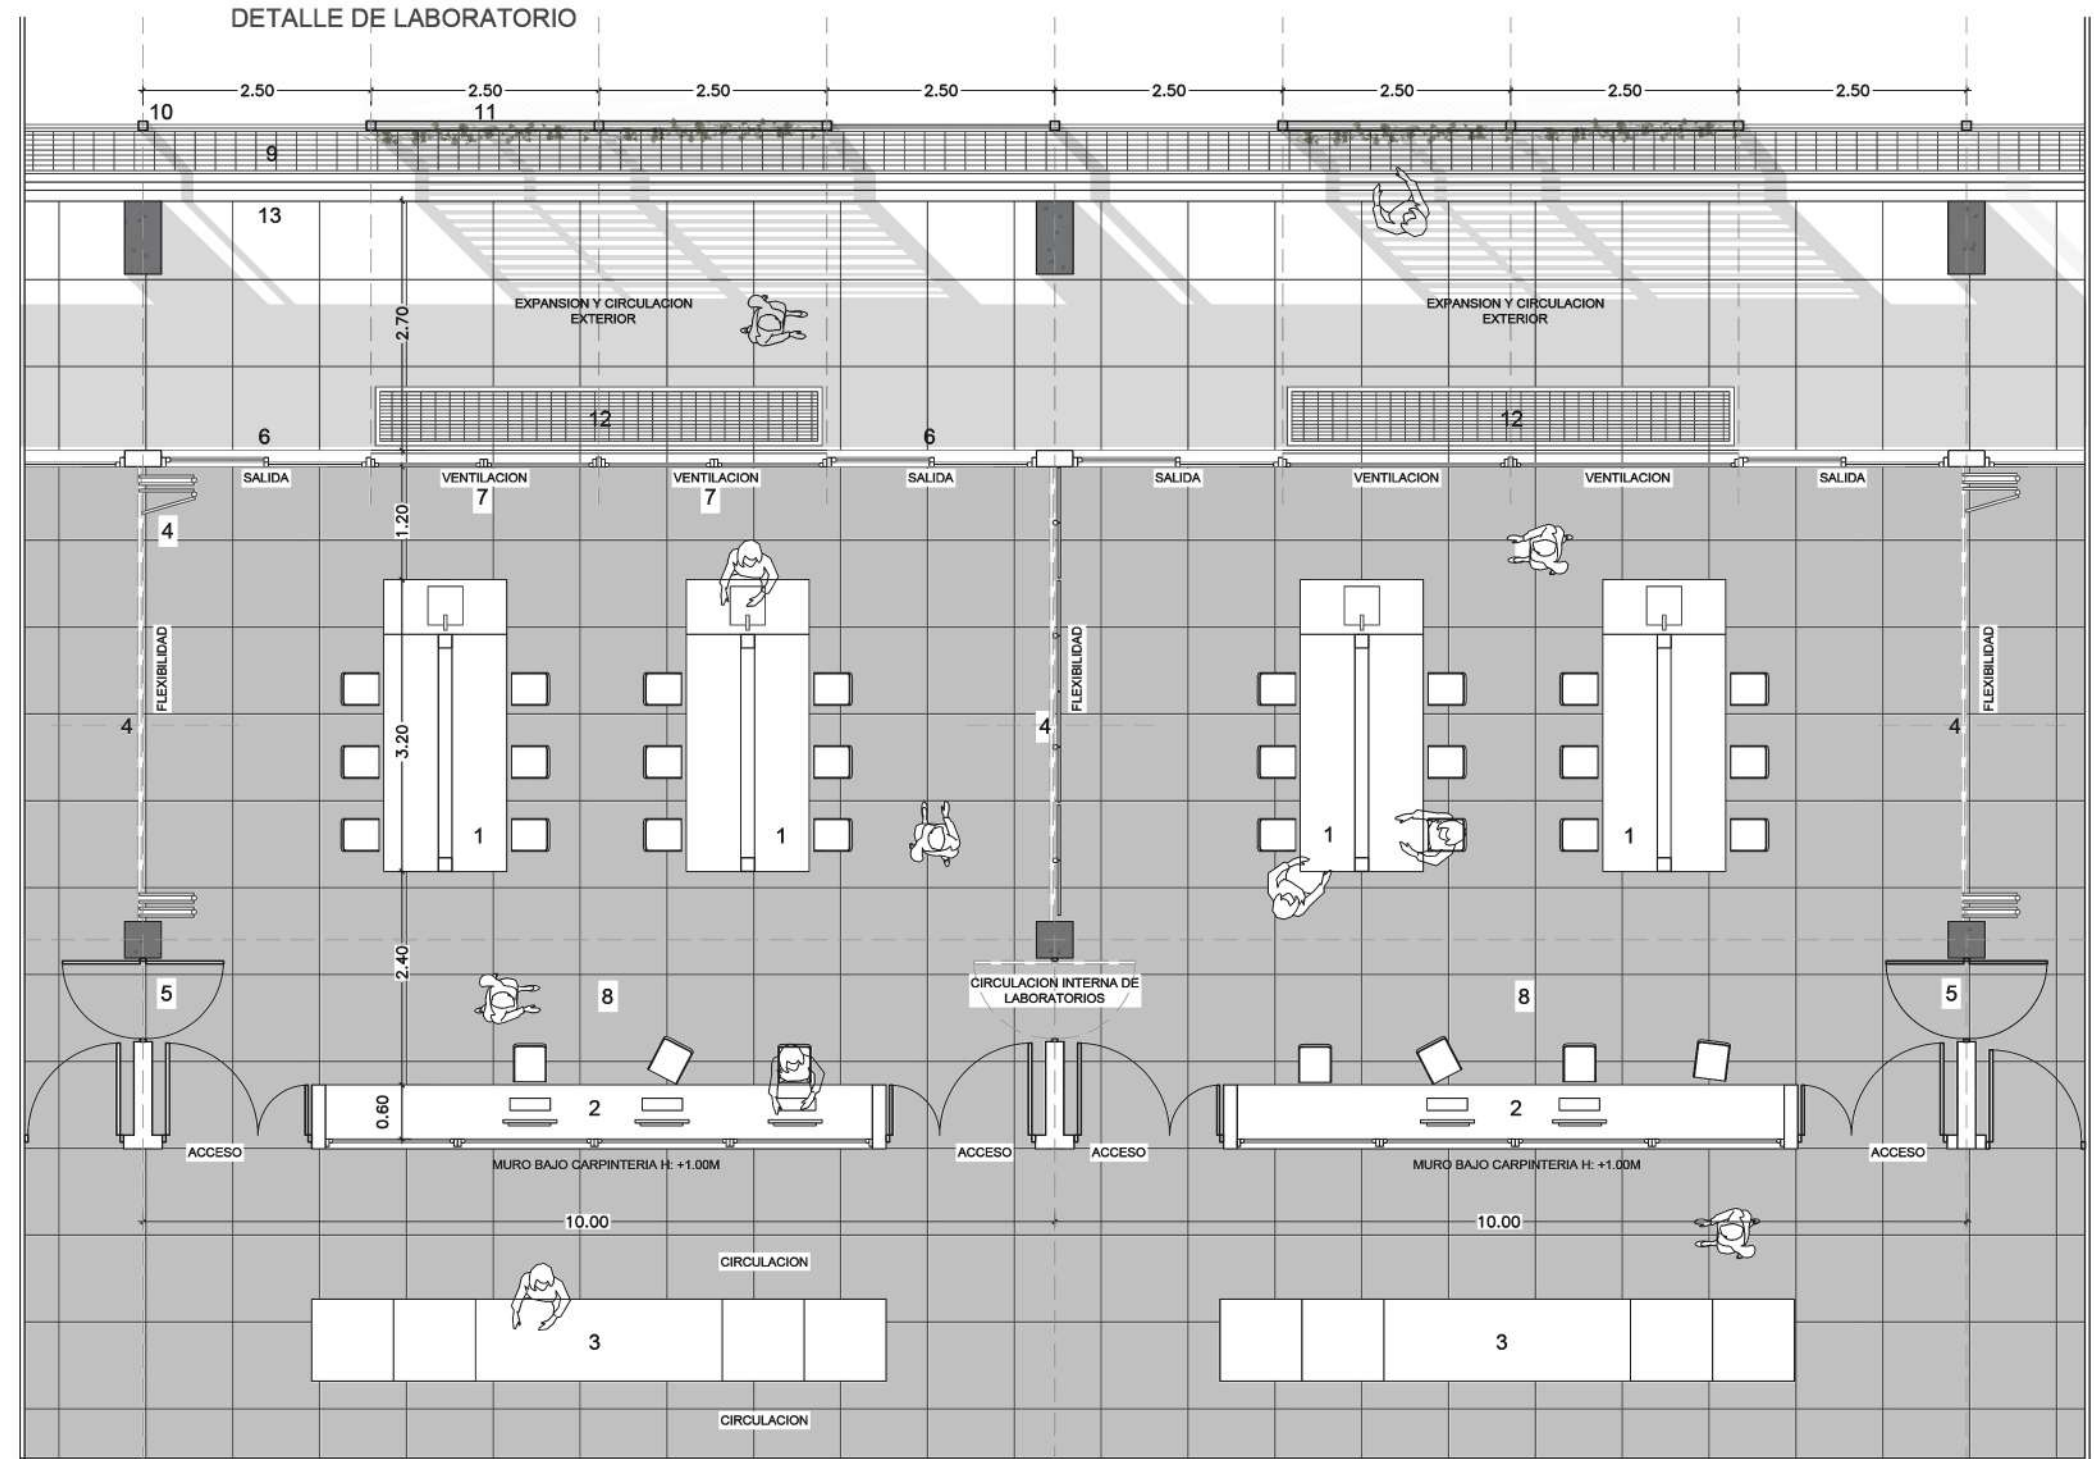 DETALLE DE LABORATORIO
2.50 2.50 2.50 2.50 2.50 2.50 2.50 2.50
10 11
9
13
EXPANSION Y CIRCULACION
EXTERIOR
EXPANSION Y CIRCULACION
EXTERIOR
2.70
12 12
6 6
SALIDA VENTILACION VENTILACION SALIDA SALIDA VENTILACION VENTILACION SALIDA
7 7
4
1.20
FLEXIBILIDAD FLEXIBILIDAD FLEXIBILIDAD
4 3.20 4 4
1 1 1 1
2.40
5 8 8 5
CIRCULACION INTERNA DE
LABORATORIOS
0.60 2 2
ACCESO ACCESO ACCESO ACCESO
MURO BAJO CARPINTERIA H: +1.00M MURO BAJO CARPINTERIA H: +1.00M
10.00 10.00
CIRCULACION
3 3
CIRCULACION